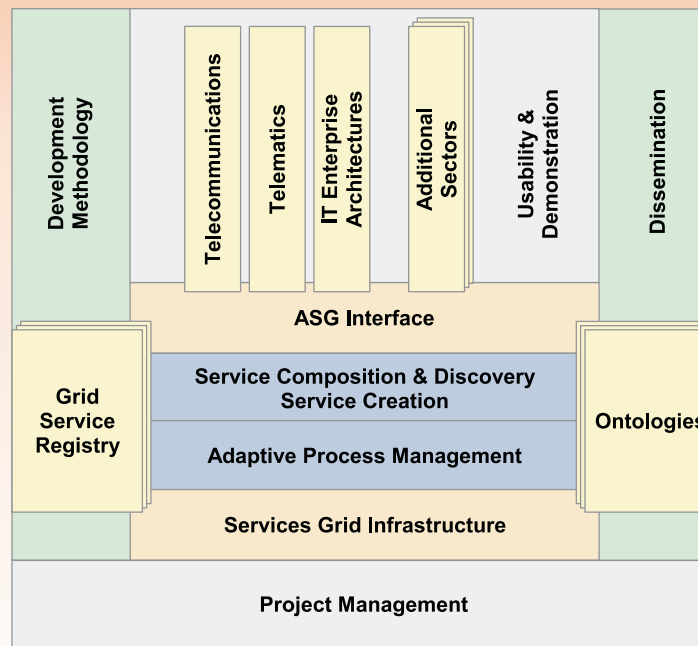 Development
Methodology
Telecommunications
Telematics
IT Enterprise
Architectures
Additional
Sectors
Usability &
Demonstration
Dissemination
ASG Interface
Grid
Service
Registry
Service Composition & Discovery
Service Creation
Adaptive Process Management
Ontologies
Services Grid Infrastructure
Project Management